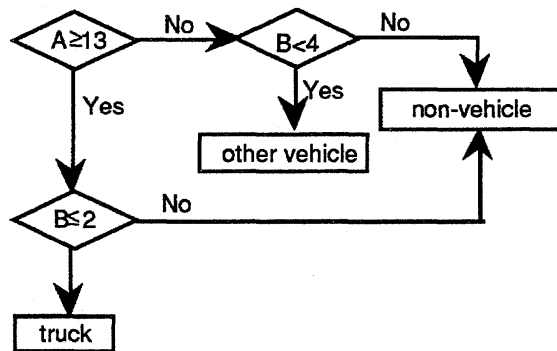 A≥13
No
B<4
No
Yes
Yes
non-vehicle
other vehicle
B≤2
No
truck